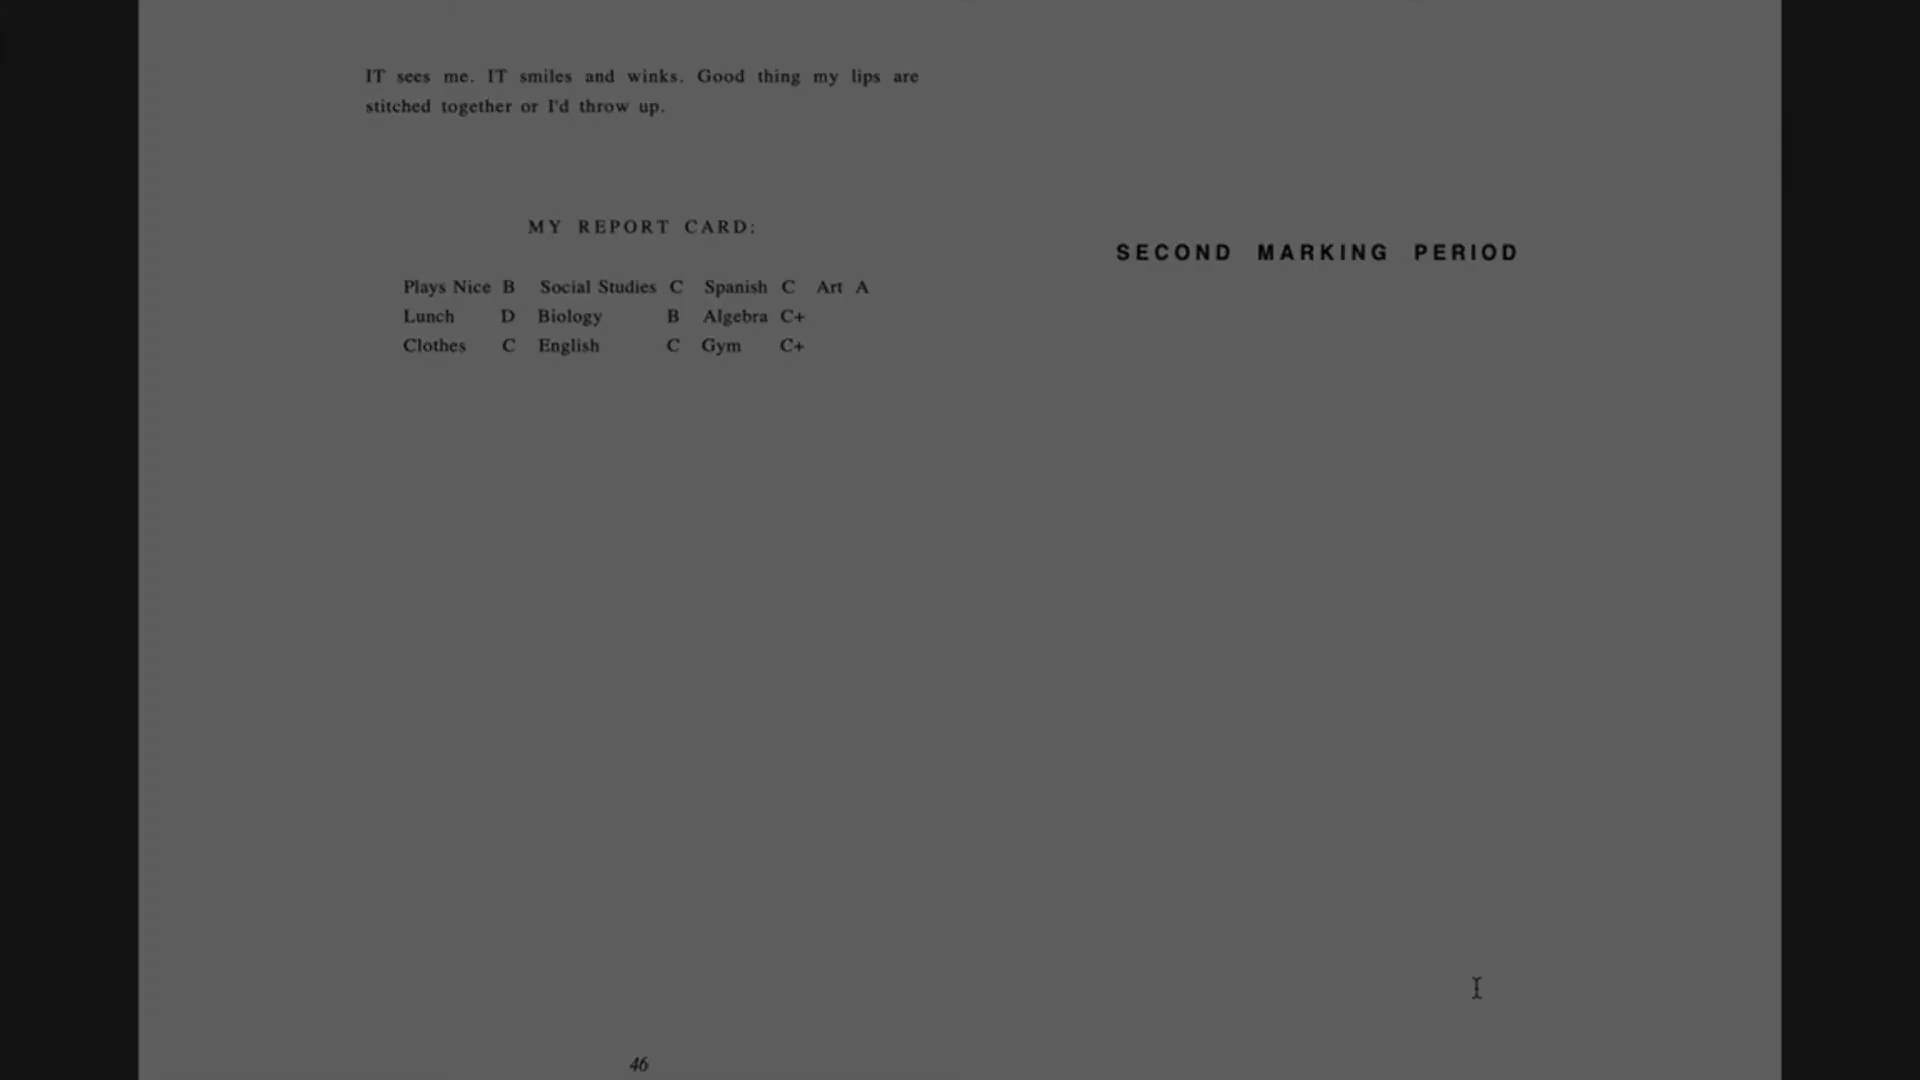 IT sees me. IT smiles and winks. Good thing my lips are
stitched together or I'd throw up.
MY REPORT CARD:
Plays Nice B Social Studies C Spanish C Art A
Lunch D Biology B Algebra C+
Clothes C English C Gym C+
46
SECOND MARKING PERIOD